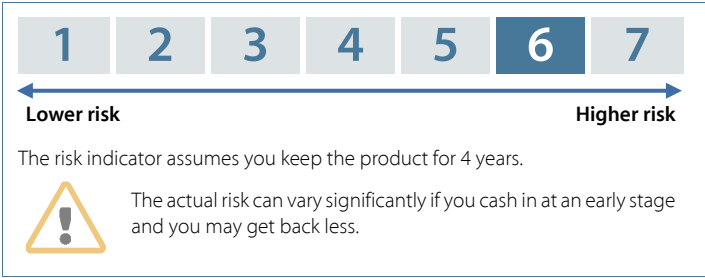 1 2 3 4 5 6 7
Lower risk Higher risk
The risk indicator assumes you keep the product for 4 years.
The actual risk can vary significantly if you cash in at an early stage
and you may get back less.